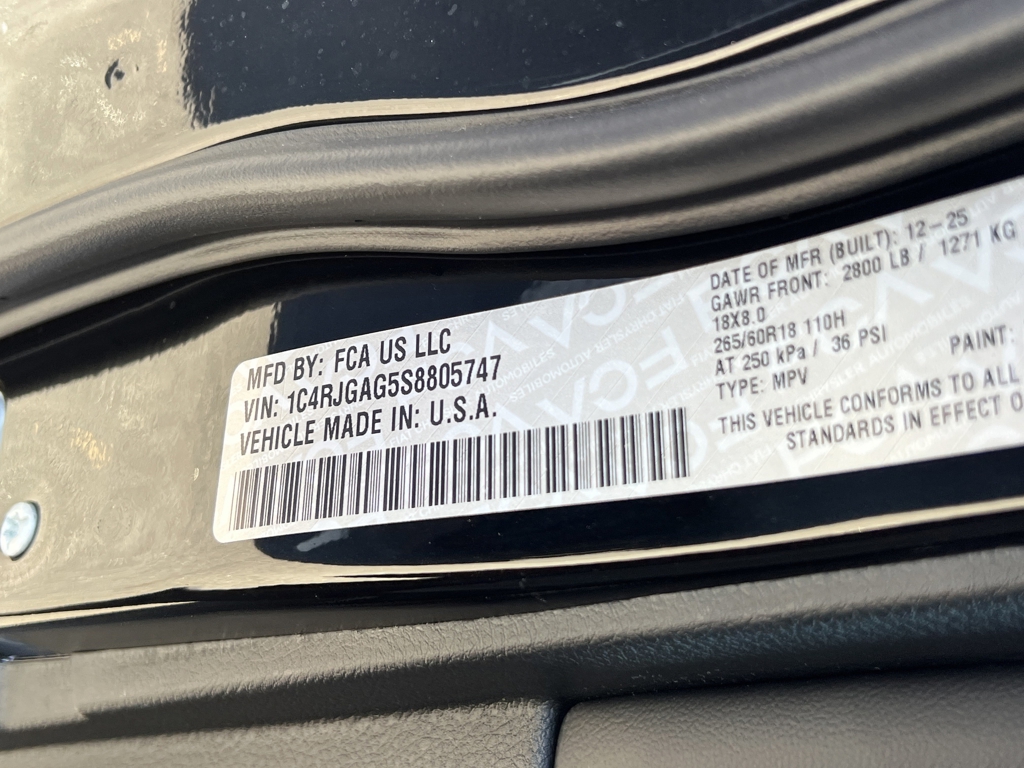 MFD BY: FCA US LLC
VIN: 1C4RJGAG5S8805747
VEHICLE MADE IN: U.S.A.
DATE OF MFR (BUILT): 12-25
GAWR FRONT: 2800 LB / 1271 KG
18X8.0
265/60R18 110H
AT 250 kPa / 36 PSI
TYPE: MPV
PAINT:
THIS VEHICLE CONFORMS TO ALL
STANDARDS IN EFFECT O